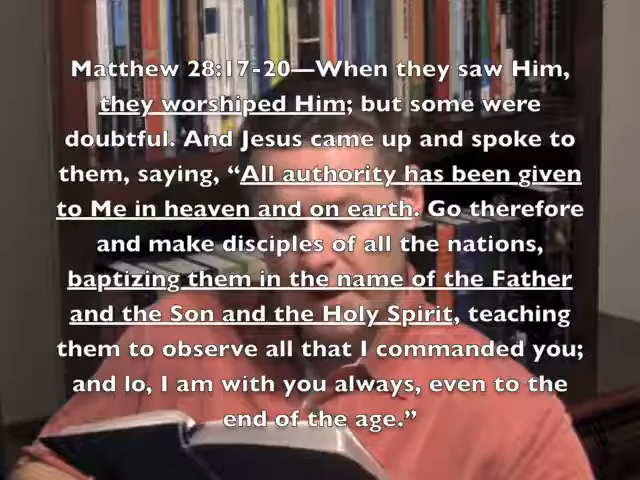 Matthew 28:17-20—When they saw Him,
they worshiped Him; but some were
doubtful. And Jesus came up and spoke to
them, saying, “All authority has been given
to Me in heaven and on earth. Go therefore
and make disciples of all the nations,
baptizing them in the name of the Father
and the Son and the Holy Spirit, teaching
them to observe all that I commanded you;
and lo, I am with you always, even to the
end of the age.”